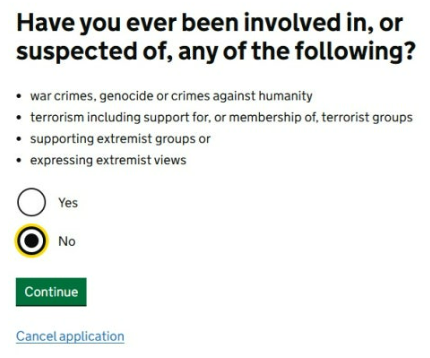 Have you ever been involved in, or
suspected of, any of the following?
• war crimes, genocide or crimes against humanity
• terrorism including support for, or membership of, terrorist groups
• supporting extremist groups or
• expressing extremist views
Yes
No
Continue
Cancel application